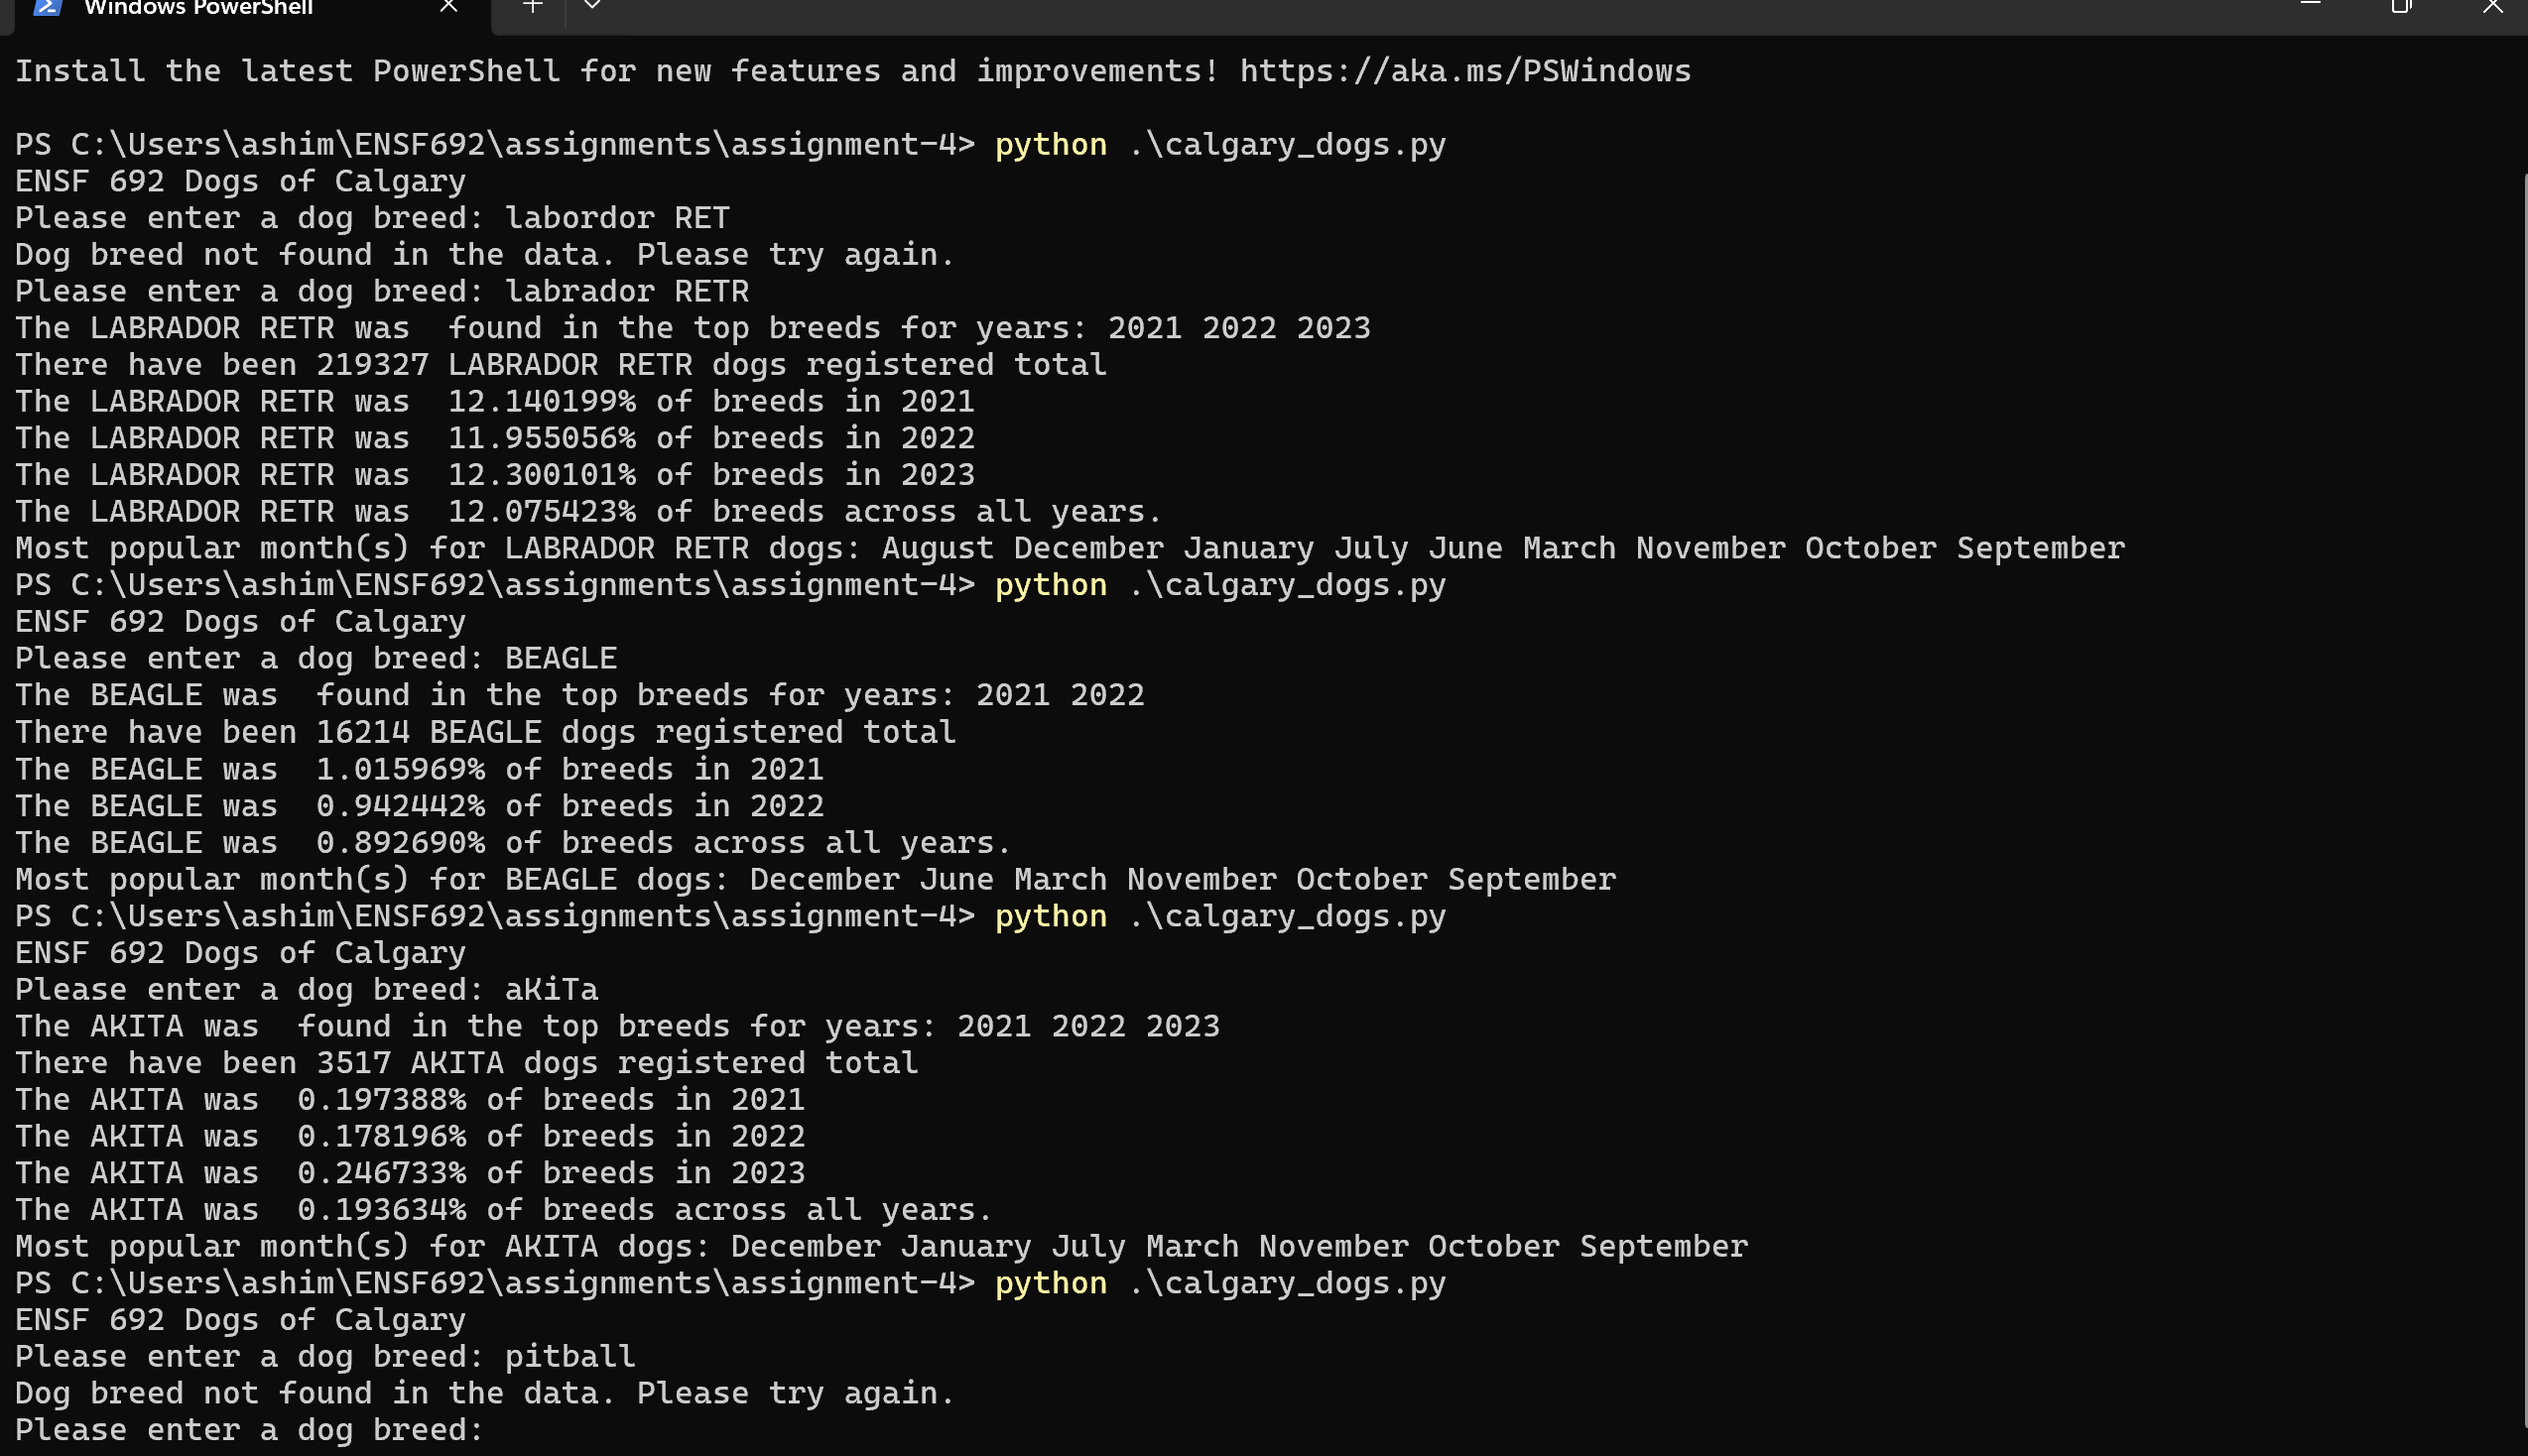 Windows PowerShell
Install the latest PowerShell for new features and improvements! https://aka.ms/PSWindows
PS C:\Users\ashim\ENSF692\assignments\assignment-4> python .\calgary_dogs.py
ENSF 692 Dogs of Calgary
Please enter a dog breed: labordor RET
Dog breed not found in the data. Please try again.
Please enter a dog breed: labrador RETR
The LABRADOR RETR was  found in the top breeds for years: 2021 2022 2023
There have been 219327 LABRADOR RETR dogs registered total
The LABRADOR RETR was  12.140199% of breeds in 2021
The LABRADOR RETR was  11.955056% of breeds in 2022
The LABRADOR RETR was  12.300101% of breeds in 2023
The LABRADOR RETR was  12.075423% of breeds across all years.
Most popular month(s) for LABRADOR RETR dogs: August December January July June March November October September
PS C:\Users\ashim\ENSF692\assignments\assignment-4> python .\calgary_dogs.py
ENSF 692 Dogs of Calgary
Please enter a dog breed: BEAGLE
The BEAGLE was  found in the top breeds for years: 2021 2022
There have been 16214 BEAGLE dogs registered total
The BEAGLE was  1.015969% of breeds in 2021
The BEAGLE was  0.942442% of breeds in 2022
The BEAGLE was  0.892690% of breeds across all years.
Most popular month(s) for BEAGLE dogs: December June March November October September
PS C:\Users\ashim\ENSF692\assignments\assignment-4> python .\calgary_dogs.py
ENSF 692 Dogs of Calgary
Please enter a dog breed: aKiTa
The AKITA was  found in the top breeds for years: 2021 2022 2023
There have been 3517 AKITA dogs registered total
The AKITA was  0.197388% of breeds in 2021
The AKITA was  0.178196% of breeds in 2022
The AKITA was  0.246733% of breeds in 2023
The AKITA was  0.193634% of breeds across all years.
Most popular month(s) for AKITA dogs: December January July March November October September
PS C:\Users\ashim\ENSF692\assignments\assignment-4> python .\calgary_dogs.py
ENSF 692 Dogs of Calgary
Please enter a dog breed: pitball
Dog breed not found in the data. Please try again.
Please enter a dog breed: